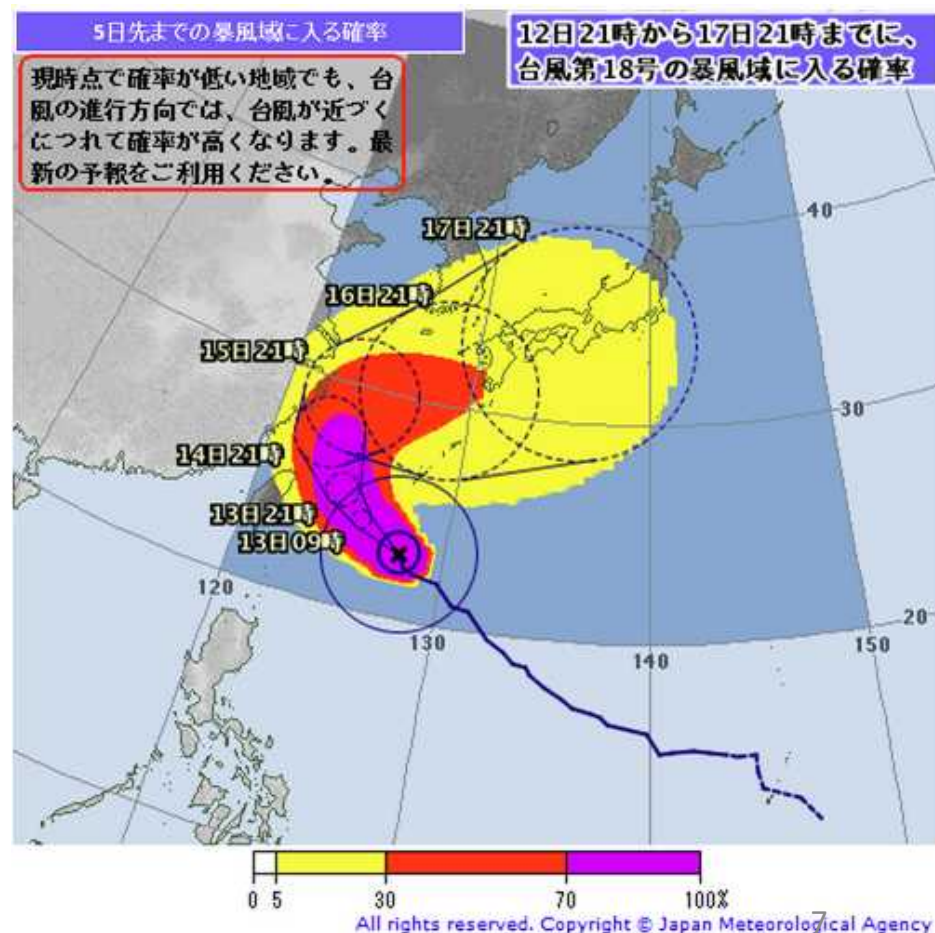 5日先までの暴風域に入る確率
12日21時から17日21時までに、
台風第18号の暴風域に入る確率
現時点で確率が低い地域でも、台
風の進行方向では、台風が近づく
につれて確率が高くなります。最
新の予報をご利用ください。
17日21時
16日21時
15日21時
14日21時
13日21時
13日09時
40
30
20
120
130
140
150
0 5 30 70 100%
All rights reserved. Copyright © Japan Meteorological Agency
7